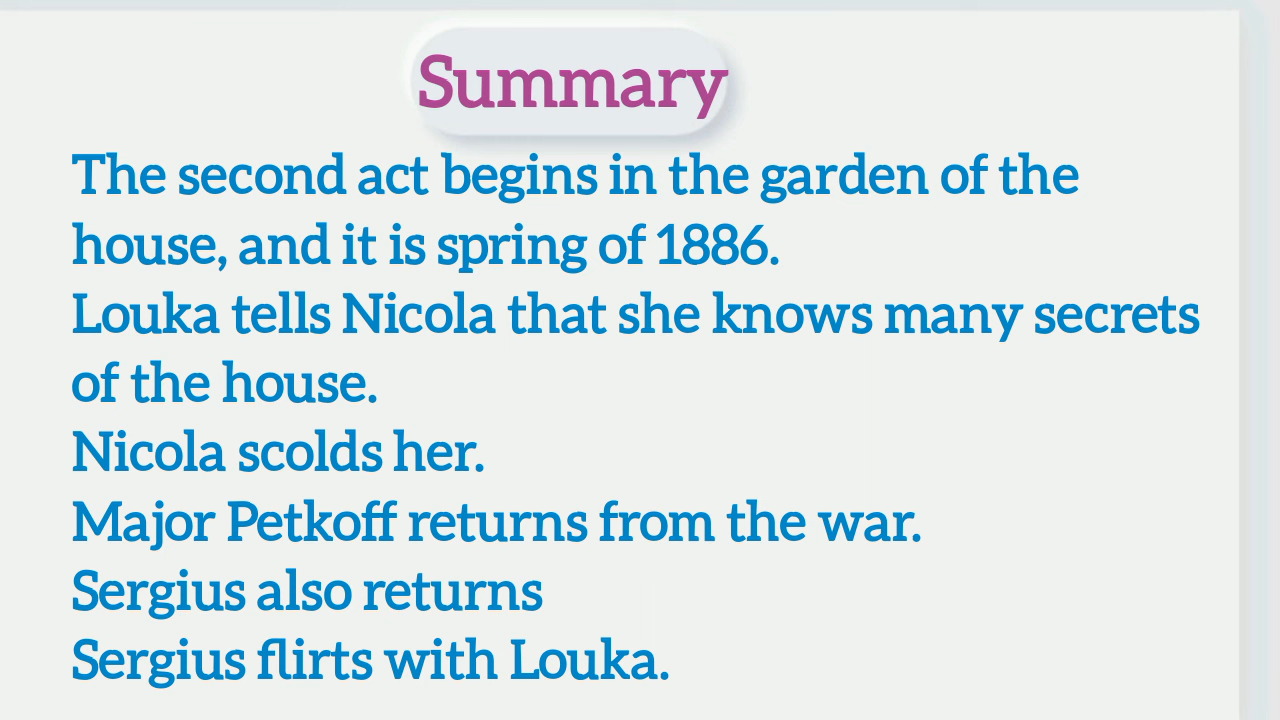 Summary
The second act begins in the garden of the
house, and it is spring of 1886.
Louka tells Nicola that she knows many secrets
of the house.
Nicola scolds her.
Major Petkoff returns from the war.
Sergius also returns
Sergius flirts with Louka.